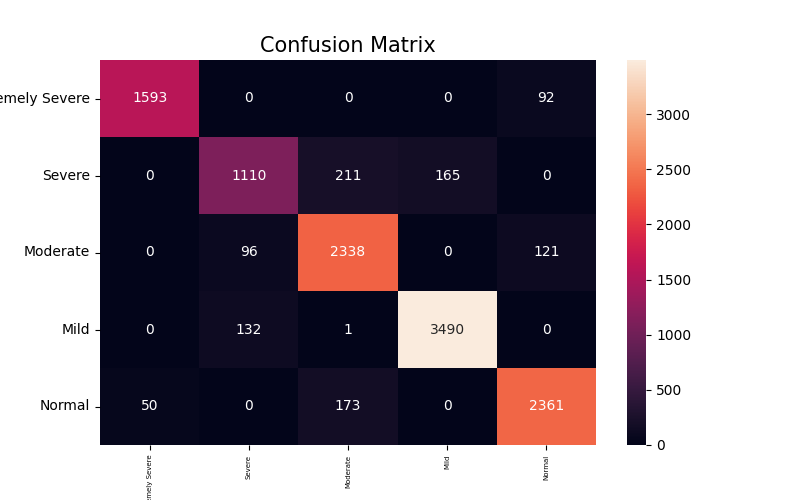 Confusion Matrix
emely Severe 1593 0 0 0 92
Severe 0 1110 211 165 0
Moderate 0 96 2338 0 121
Mild 0 132 1 3490 0
Normal 50 0 173 0 2361
emely Severe Severe Moderate Mild Normal
3000
2500
2000
1500
1000
500
0